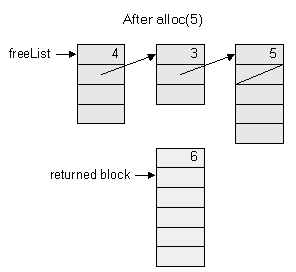 After alloc(5)
freeList 4 3 5
6
returned block